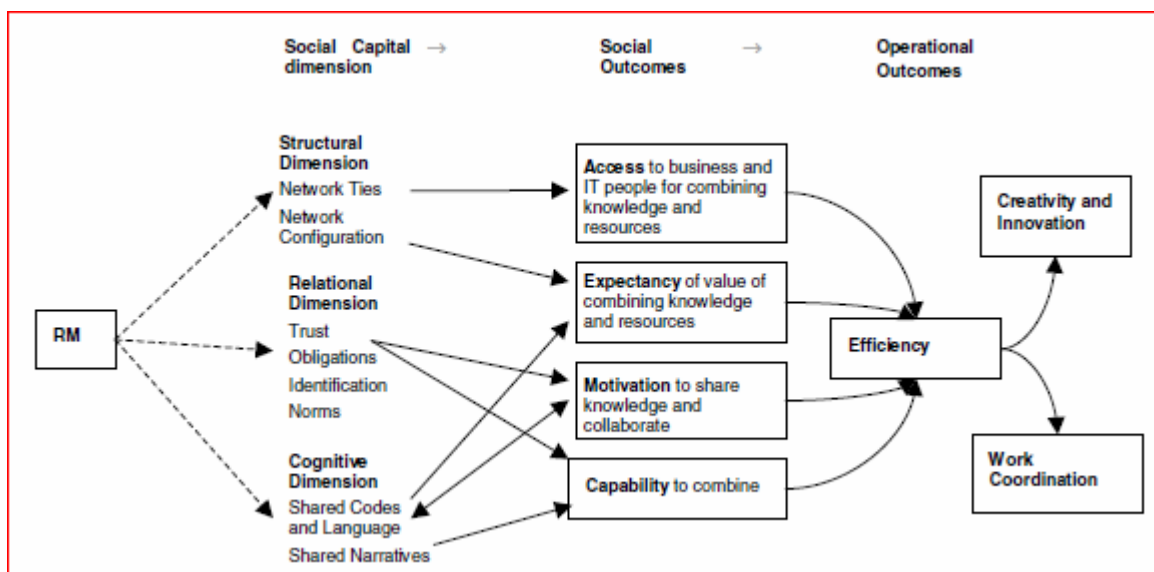 Social Capital →
dimension
Social →
Outcomes
Operational
Outcomes
Structural
Dimension
Network Ties
Network
Configuration
Relational
Dimension
Trust
Obligations
Identification
Norms
Cognitive
Dimension
Shared Codes
and Language
Shared Narratives
RM
Access to business and
IT people for combining
knowledge and
resources
Expectancy of value of
combining knowledge
and resources
Motivation to share
knowledge and
collaborate
Capability to combine
Efficiency
Creativity and
Innovation
Work
Coordination